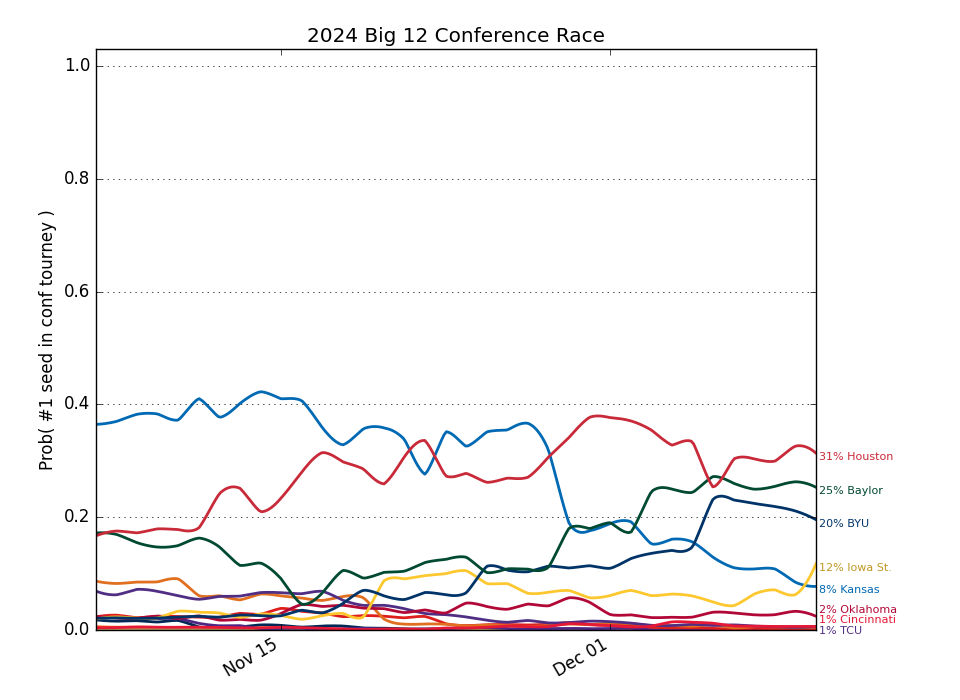 2024 Big 12 Conference Race
Prob( #1 seed in conf tourney )
1.0
0.8
0.6
0.4
0.2
0.0
Nov 15
Dec 01
31% Houston
25% Baylor
20% BYU
12% Iowa St.
8% Kansas
2% Oklahoma
1% Cincinnati
1% TCU